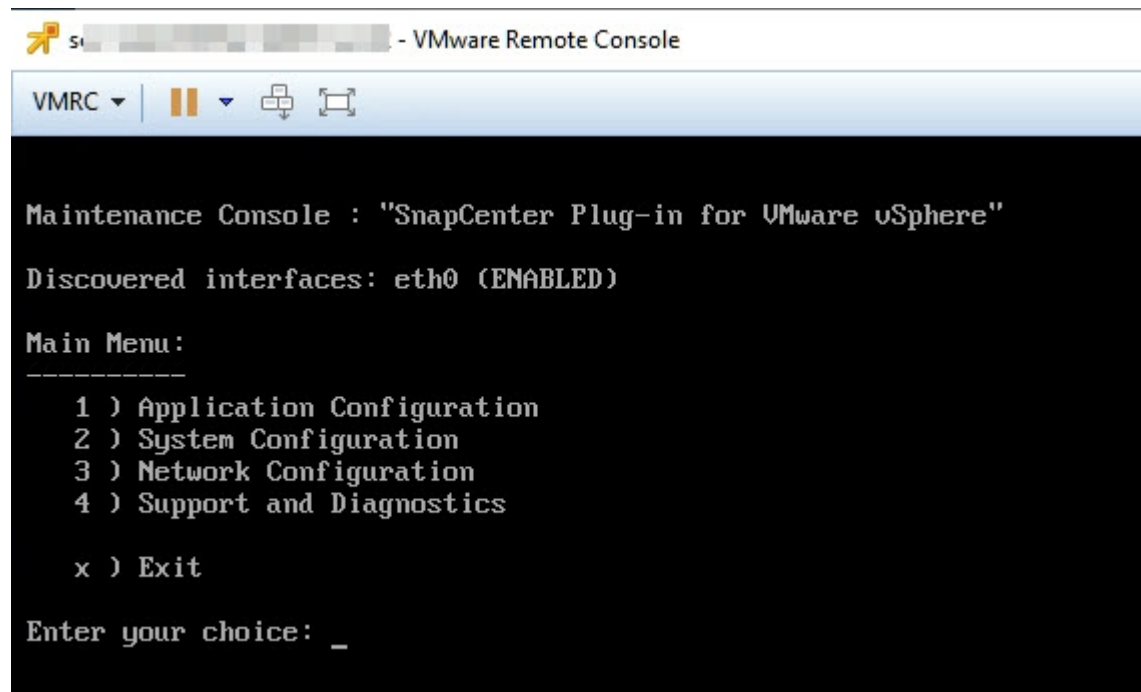 - VMware Remote Console
VMRC
Maintenance Console : "SnapCenter Plug-in for VMware vSphere"
Discovered interfaces: eth0 (ENABLED)
Main Menu:
----------
1 ) Application Configuration
2 ) System Configuration
3 ) Network Configuration
4 ) Support and Diagnostics
x ) Exit
Enter your choice: _